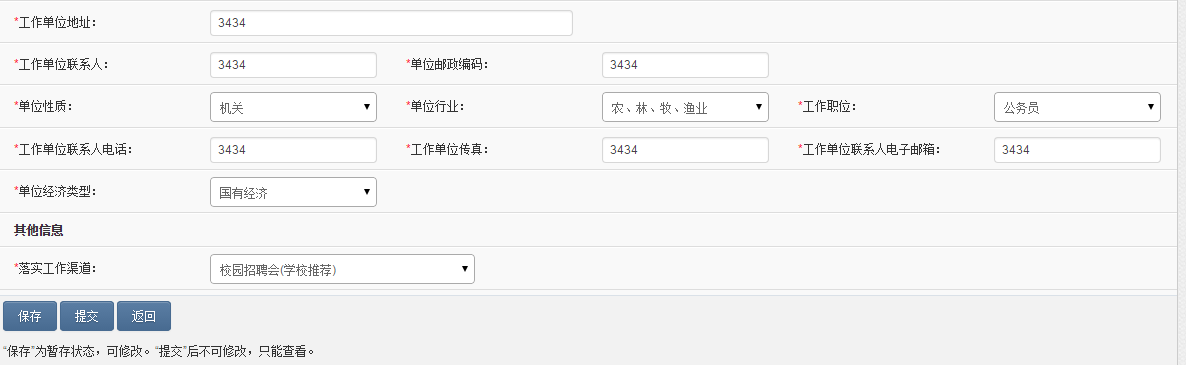 *工作单位地址： 3434
*工作单位联系人： 3434 *单位邮政编码： 3434
*单位性质： 机关 *单位行业： 农、林、牧、渔业 *工作职位： 公务员
*工作单位联系人电话： 3434 *工作单位传真： 3434 *工作单位联系人电子邮箱： 3434
*单位经济类型： 国有经济
其他信息
*落实工作渠道： 校园招聘会(学校推荐)
保存 提交 返回
“保存”为暂存状态，可修改。“提交”后不可修改，只能查看。